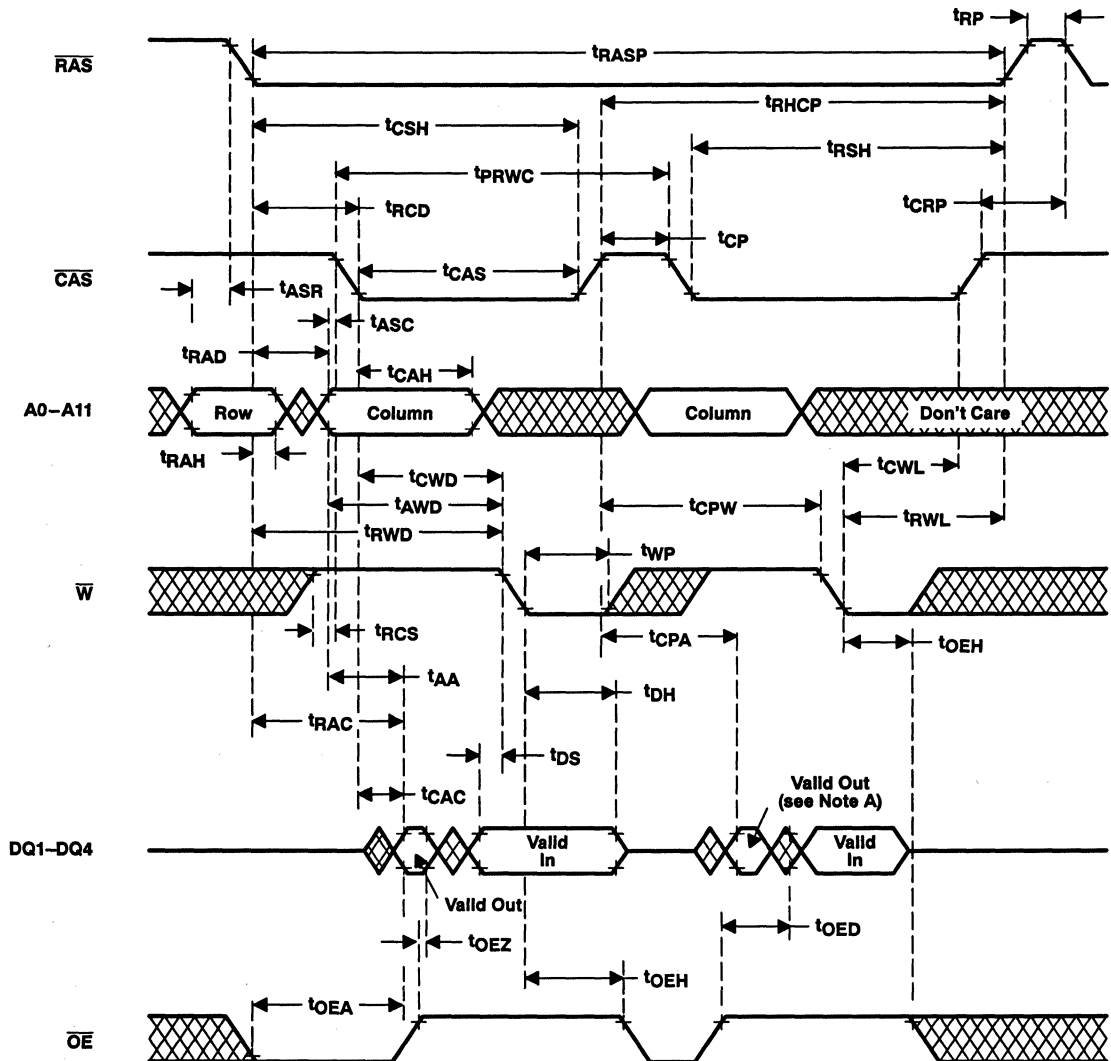 tRP
RAS
tRASP
tRHCP
tCSH
tRSH
tPRWC
tRCD
tCRP
tCP
CAS
tCAS
tASR
tASC
tRAD
tCAH
A0–A11
Row
Column
Column
Don't Care
tRAH
tCWD
tCWL
tAWD
tCPW
tRWD
tRWL
tWP
W
tRCS
tCPA
tOEH
tAA
tDH
tRAC
tDS
tCAC
Valid Out
(see Note A)
DQ1–DQ4
Valid
In
Valid
In
Valid Out
tOEZ
tOED
tOEH
tOEA
OE